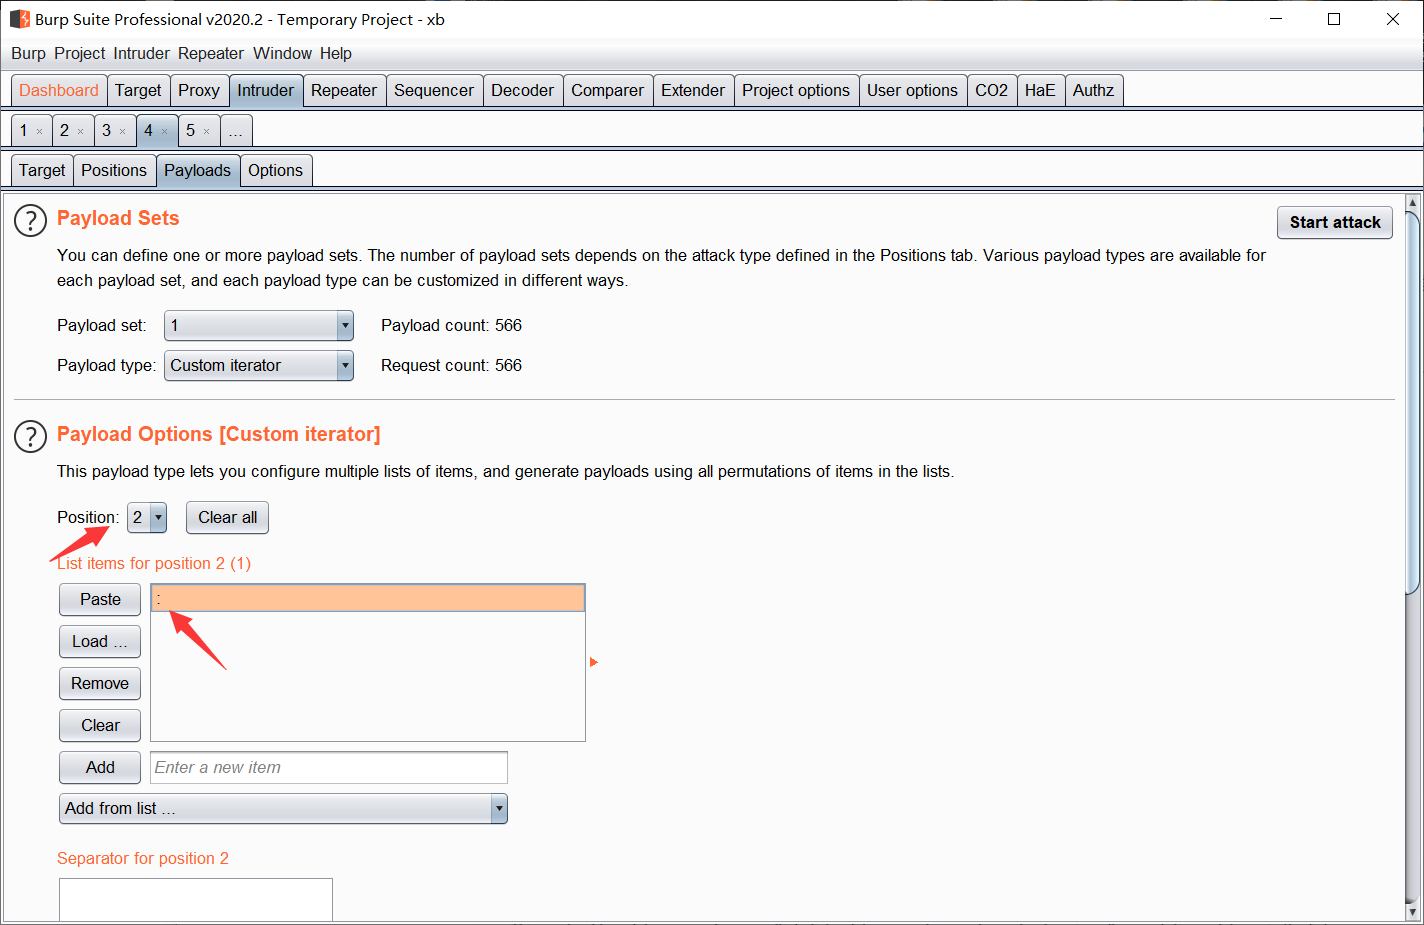 Burp Suite Professional v2020.2 - Temporary Project - xb
Burp Project Intruder Repeater Window Help
Dashboard Target Proxy Intruder Repeater Sequencer Decoder Comparer Extender Project options User options CO2 HaE Authz
1 × 2 × 3 × 4 × 5 × ...
Target Positions Payloads Options
? Payload Sets
Start attack
You can define one or more payload sets. The number of payload sets depends on the attack type defined in the Positions tab. Various payload types are available for
each payload set, and each payload type can be customized in different ways.
Payload set: 1 Payload count: 566
Payload type: Custom iterator Request count: 566
? Payload Options [Custom iterator]
This payload type lets you configure multiple lists of items, and generate payloads using all permutations of items in the lists.
Position: 2 Clear all
List items for position 2 (1)
Paste :
Load ...
Remove
Clear
Add Enter a new item
Add from list ...
Separator for position 2